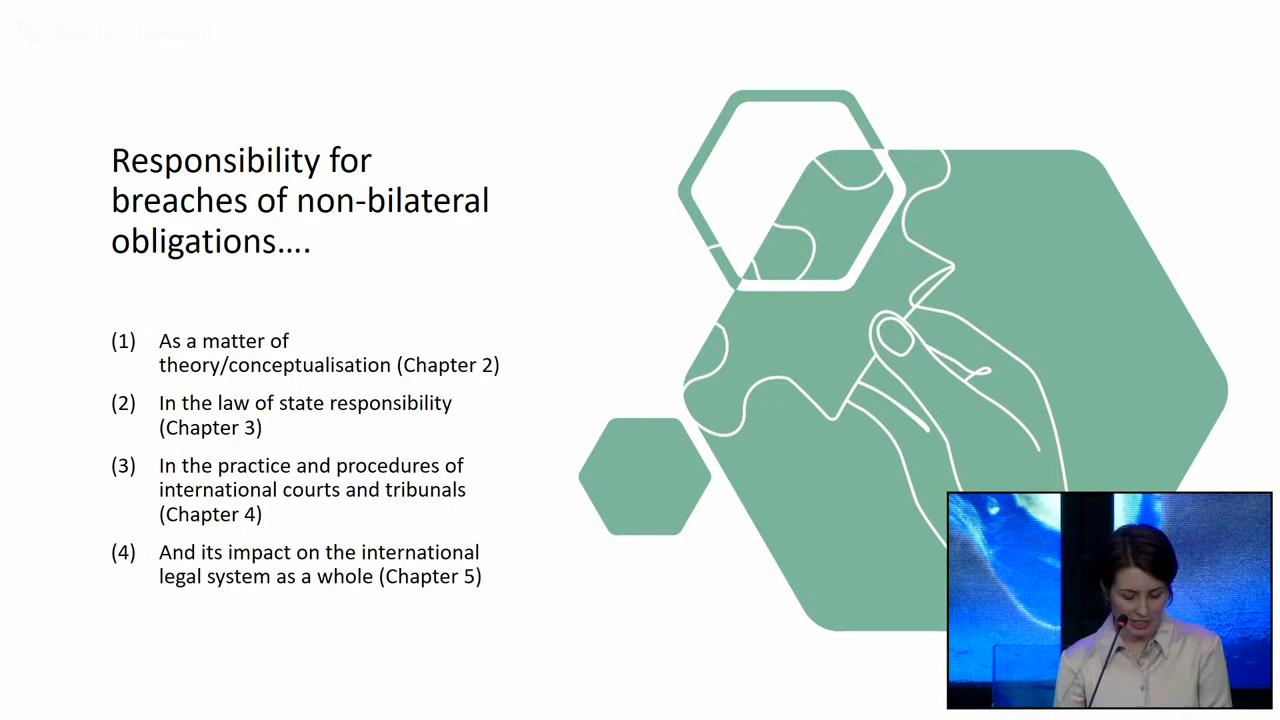 Responsibility for
breaches of non-bilateral
obligations....
(1) As a matter of
theory/conceptualisation (Chapter 2)
(2) In the law of state responsibility
(Chapter 3)
(3) In the practice and procedures of
international courts and tribunals
(Chapter 4)
(4) And its impact on the international
legal system as a whole (Chapter 5)